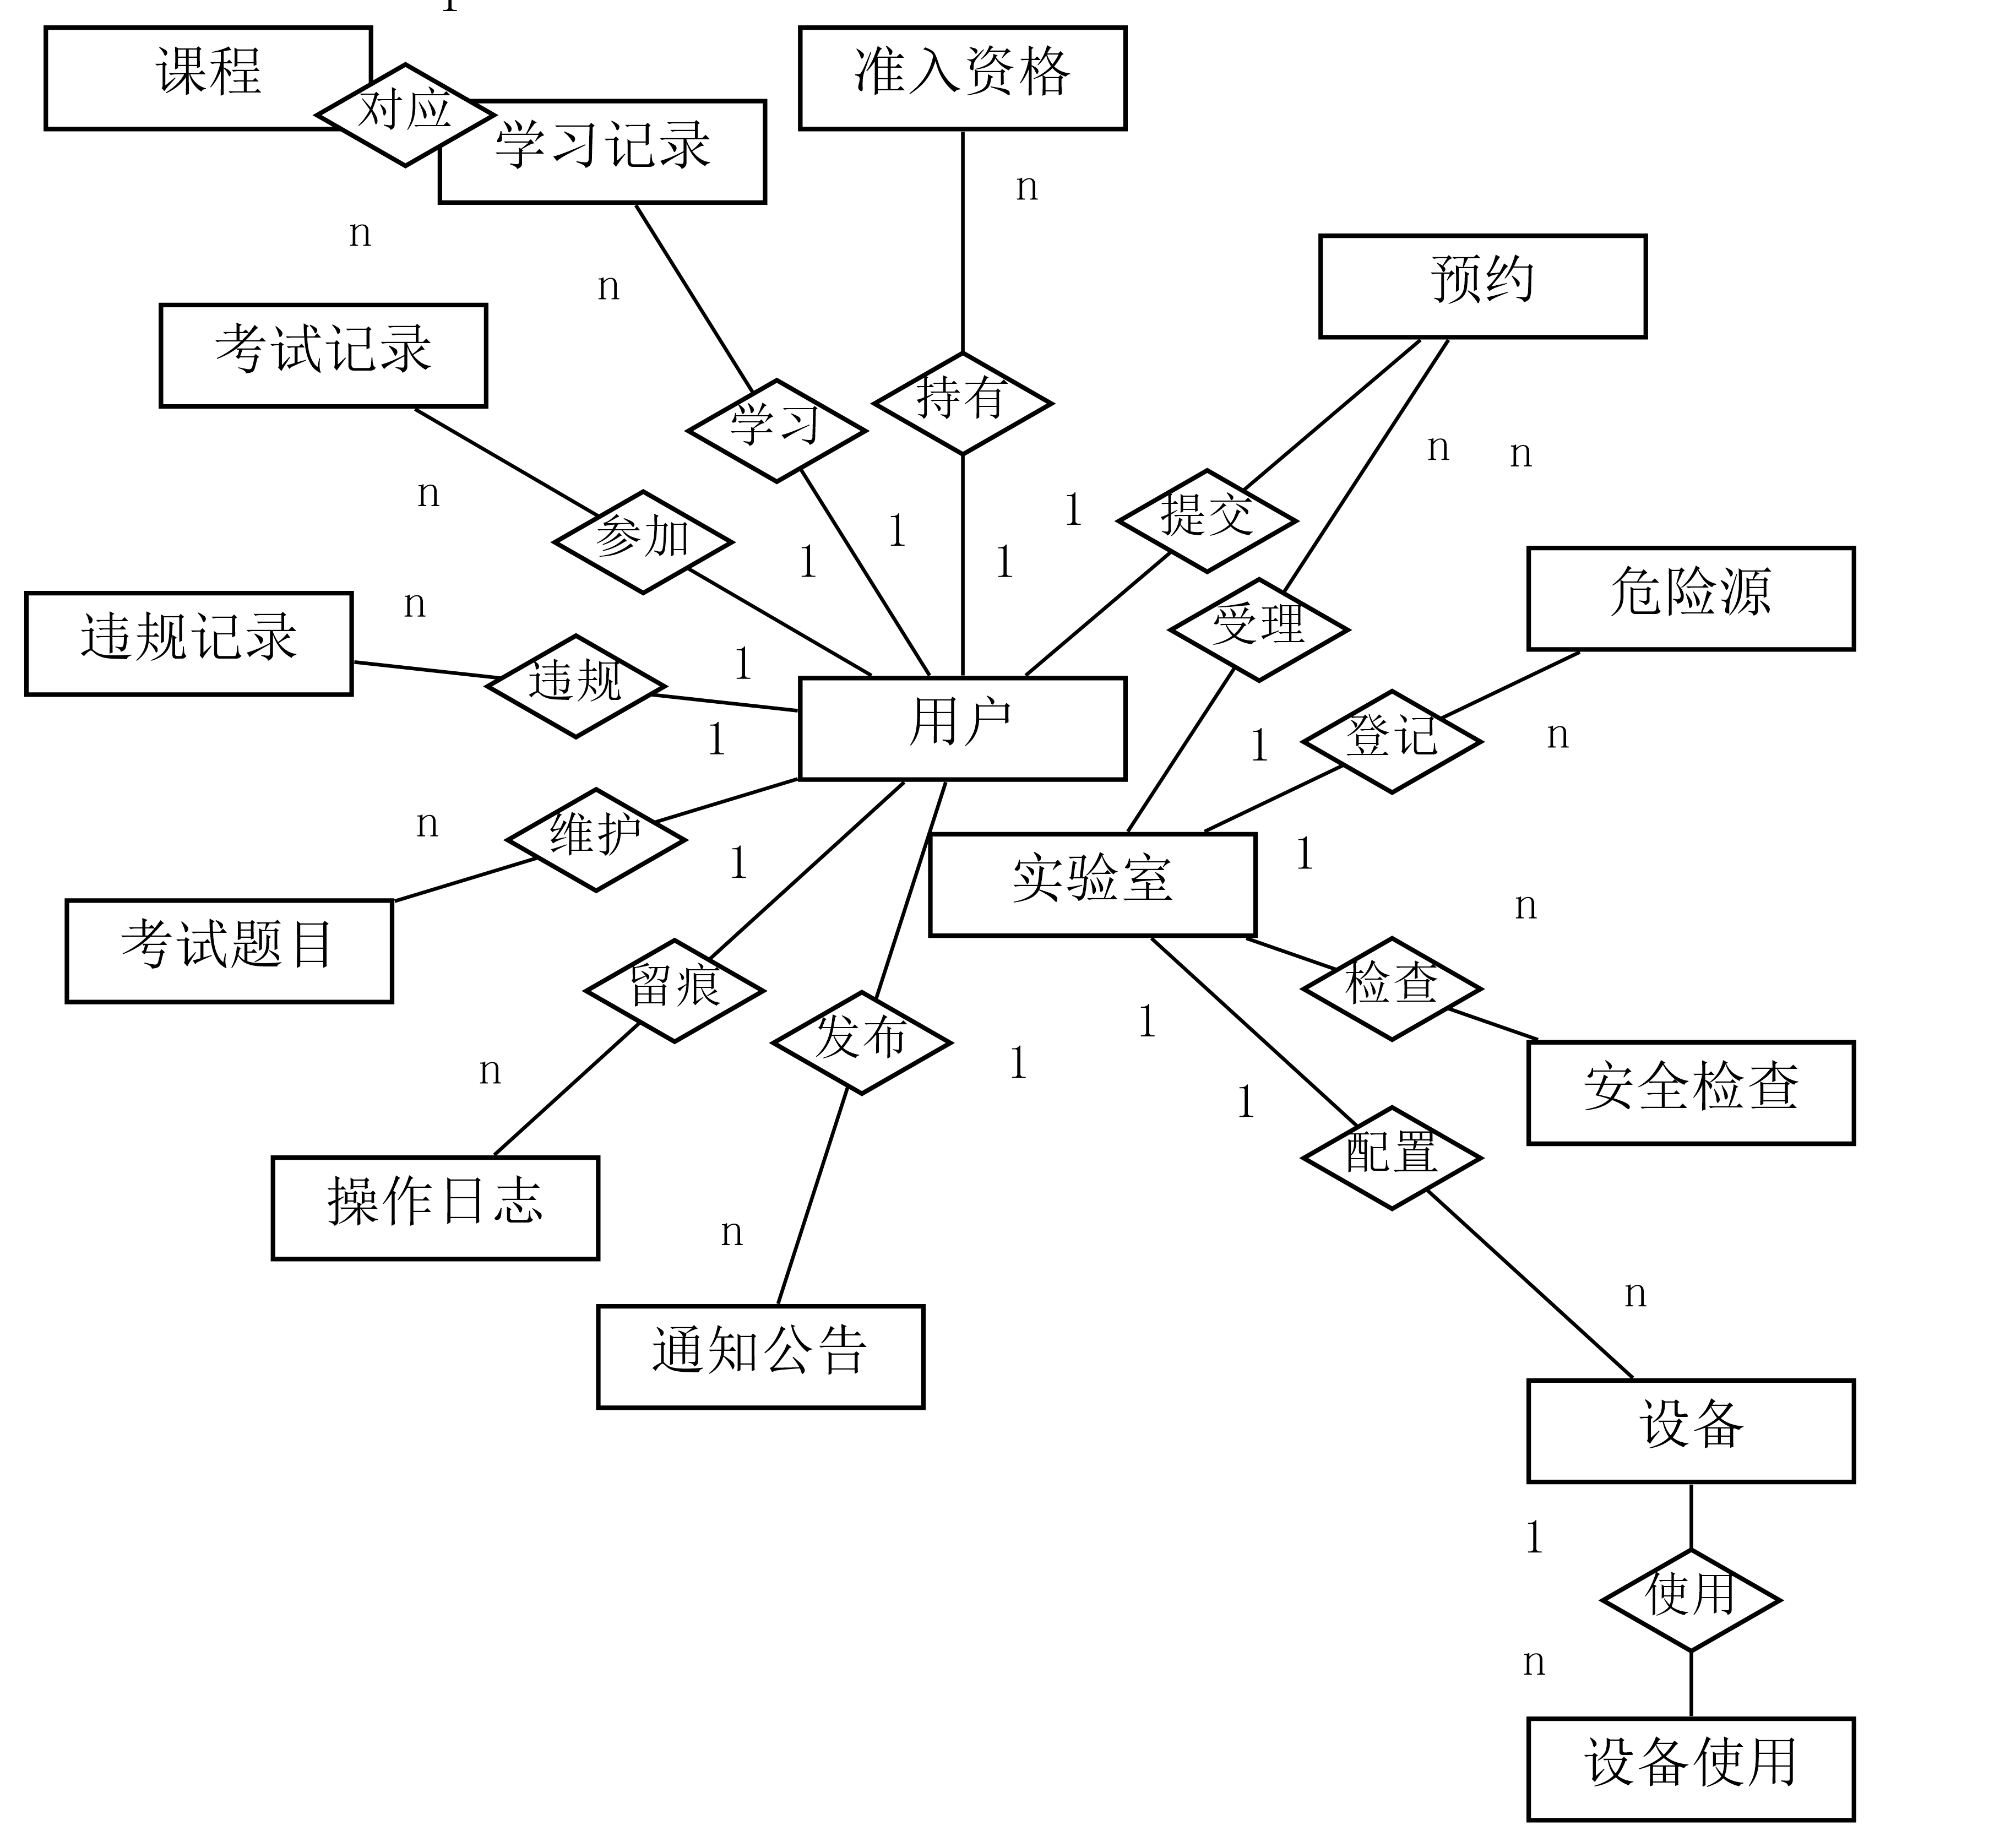 1
课程
准入资格
对应
学习记录
n
n
预约
n
考试记录
持有
学习
n
n
n
1
提交
参加
1
1
1
危险源
n
受理
违规记录
1
违规
用户
登记
1
1
n
n
维护
1
1
实验室
n
考试题目
留痕
检查
1
发布
1
n
安全检查
1
配置
操作日志
n
n
通知公告
设备
1
使用
n
设备使用